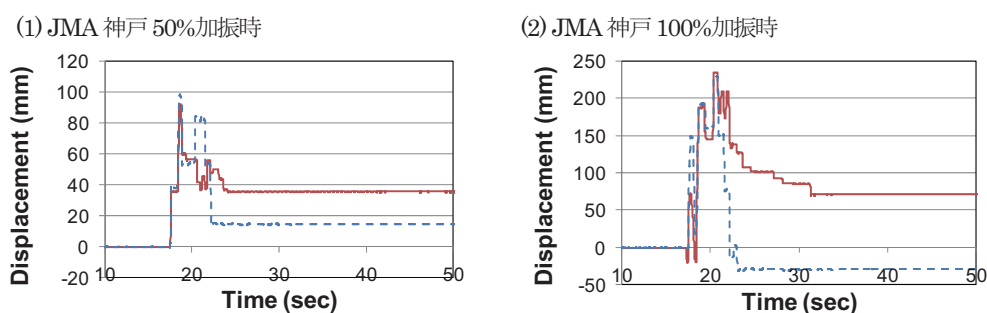 (1) JMA 神戸 50%加振時
Displacement (mm)
120
100
80
60
40
20
0
-20
10 20 30 40 50
Time (sec)
(2) JMA 神戸 100%加振時
Displacement (mm)
250
200
150
100
50
0
-50
10 20 30 40 50
Time (sec)